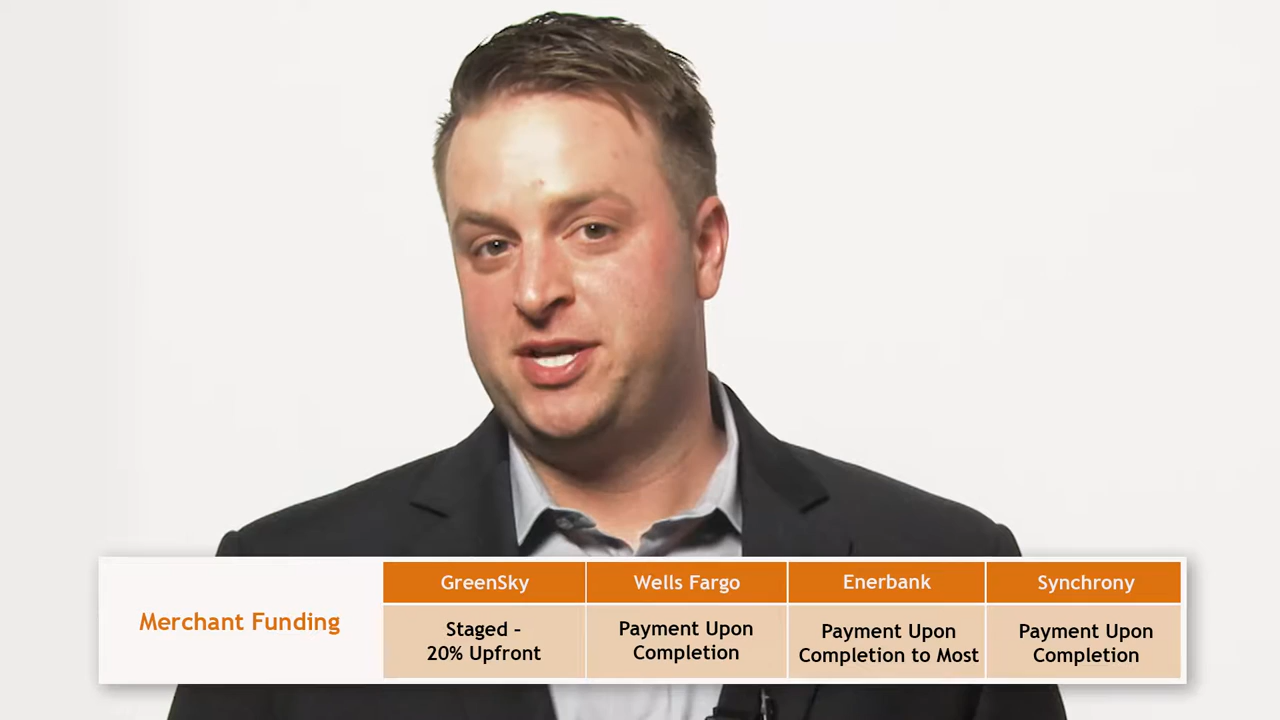 Merchant Funding
GreenSky
Wells Fargo
Enerbank
Synchrony
Staged –
20% Upfront
Payment Upon
Completion
Payment Upon
Completion to Most
Payment Upon
Completion